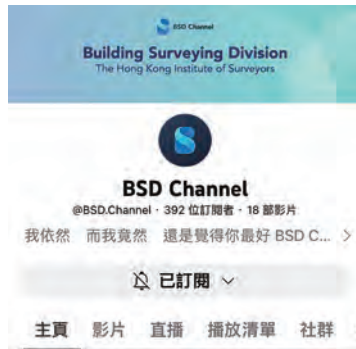 BSD Channel
Building Surveying Division
The Hong Kong Institute of Surveyors
BSD Channel
@BSD.Channel · 392 位訂閱者 · 18 部影片
我依然 而我竟然 還是覺得你最好 BSD C...
已訂閱
主頁 影片 直播 播放清單 社群